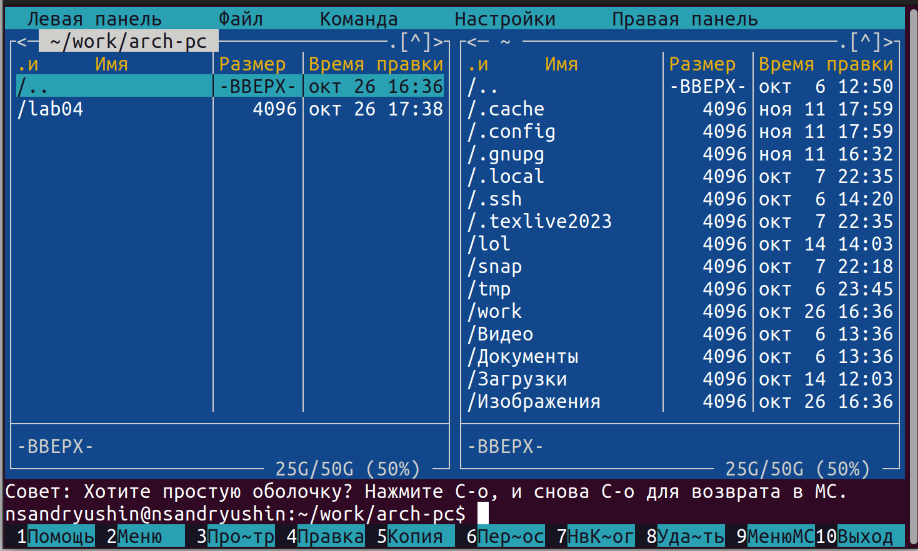 Левая панель Файл Команда Настройки Правая панель
<─ ~/work/arch-pc .[^]> <─ ~ .[^]>
.и Имя Размер Время правки .и Имя Размер Время правки
/.. -ВВЕРХ- окт 26 16:36 /.. -ВВЕРХ- окт 6 12:50
/lab04 4096 окт 26 17:38 /.cache 4096 ноя 11 17:59
/.config 4096 ноя 11 17:59
/.gnupg 4096 ноя 11 16:32
/.local 4096 окт 7 22:35
/.ssh 4096 окт 6 14:20
/.texlive2023 4096 окт 7 22:35
/lol 4096 окт 14 14:03
/snap 4096 окт 7 22:18
/tmp 4096 окт 6 23:45
/work 4096 окт 26 16:36
/Видео 4096 окт 6 13:36
/Документы 4096 окт 6 13:36
/Загрузки 4096 окт 14 12:03
/Изображения 4096 окт 26 16:36
-ВВЕРХ- -ВВЕРХ-
25G/50G (50%) 25G/50G (50%)
Совет: Хотите простую оболочку? Нажмите C-o, и снова C-o для возврата в MC.
nsandryushin@nsandryushin:~/work/arch-pc$
1Помощь 2Меню 3Про~тр 4Правка 5Копия 6Пер~ос 7НвК~ог 8Уда~ть 9МенюMC 10Выход